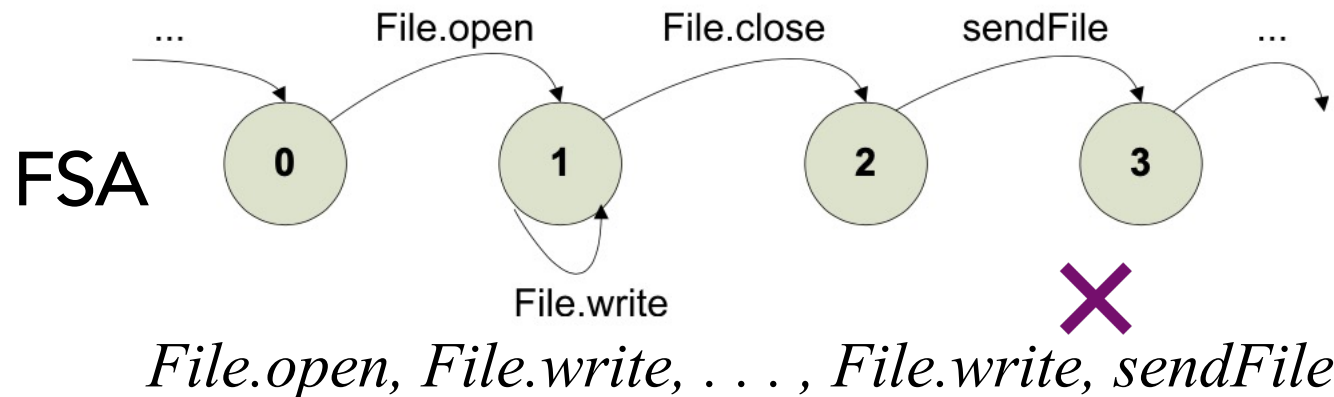 ... File.open File.close sendFile ...
FSA 0 1 2 3
File.write
File.open, File.write, . . . , File.write, sendFile